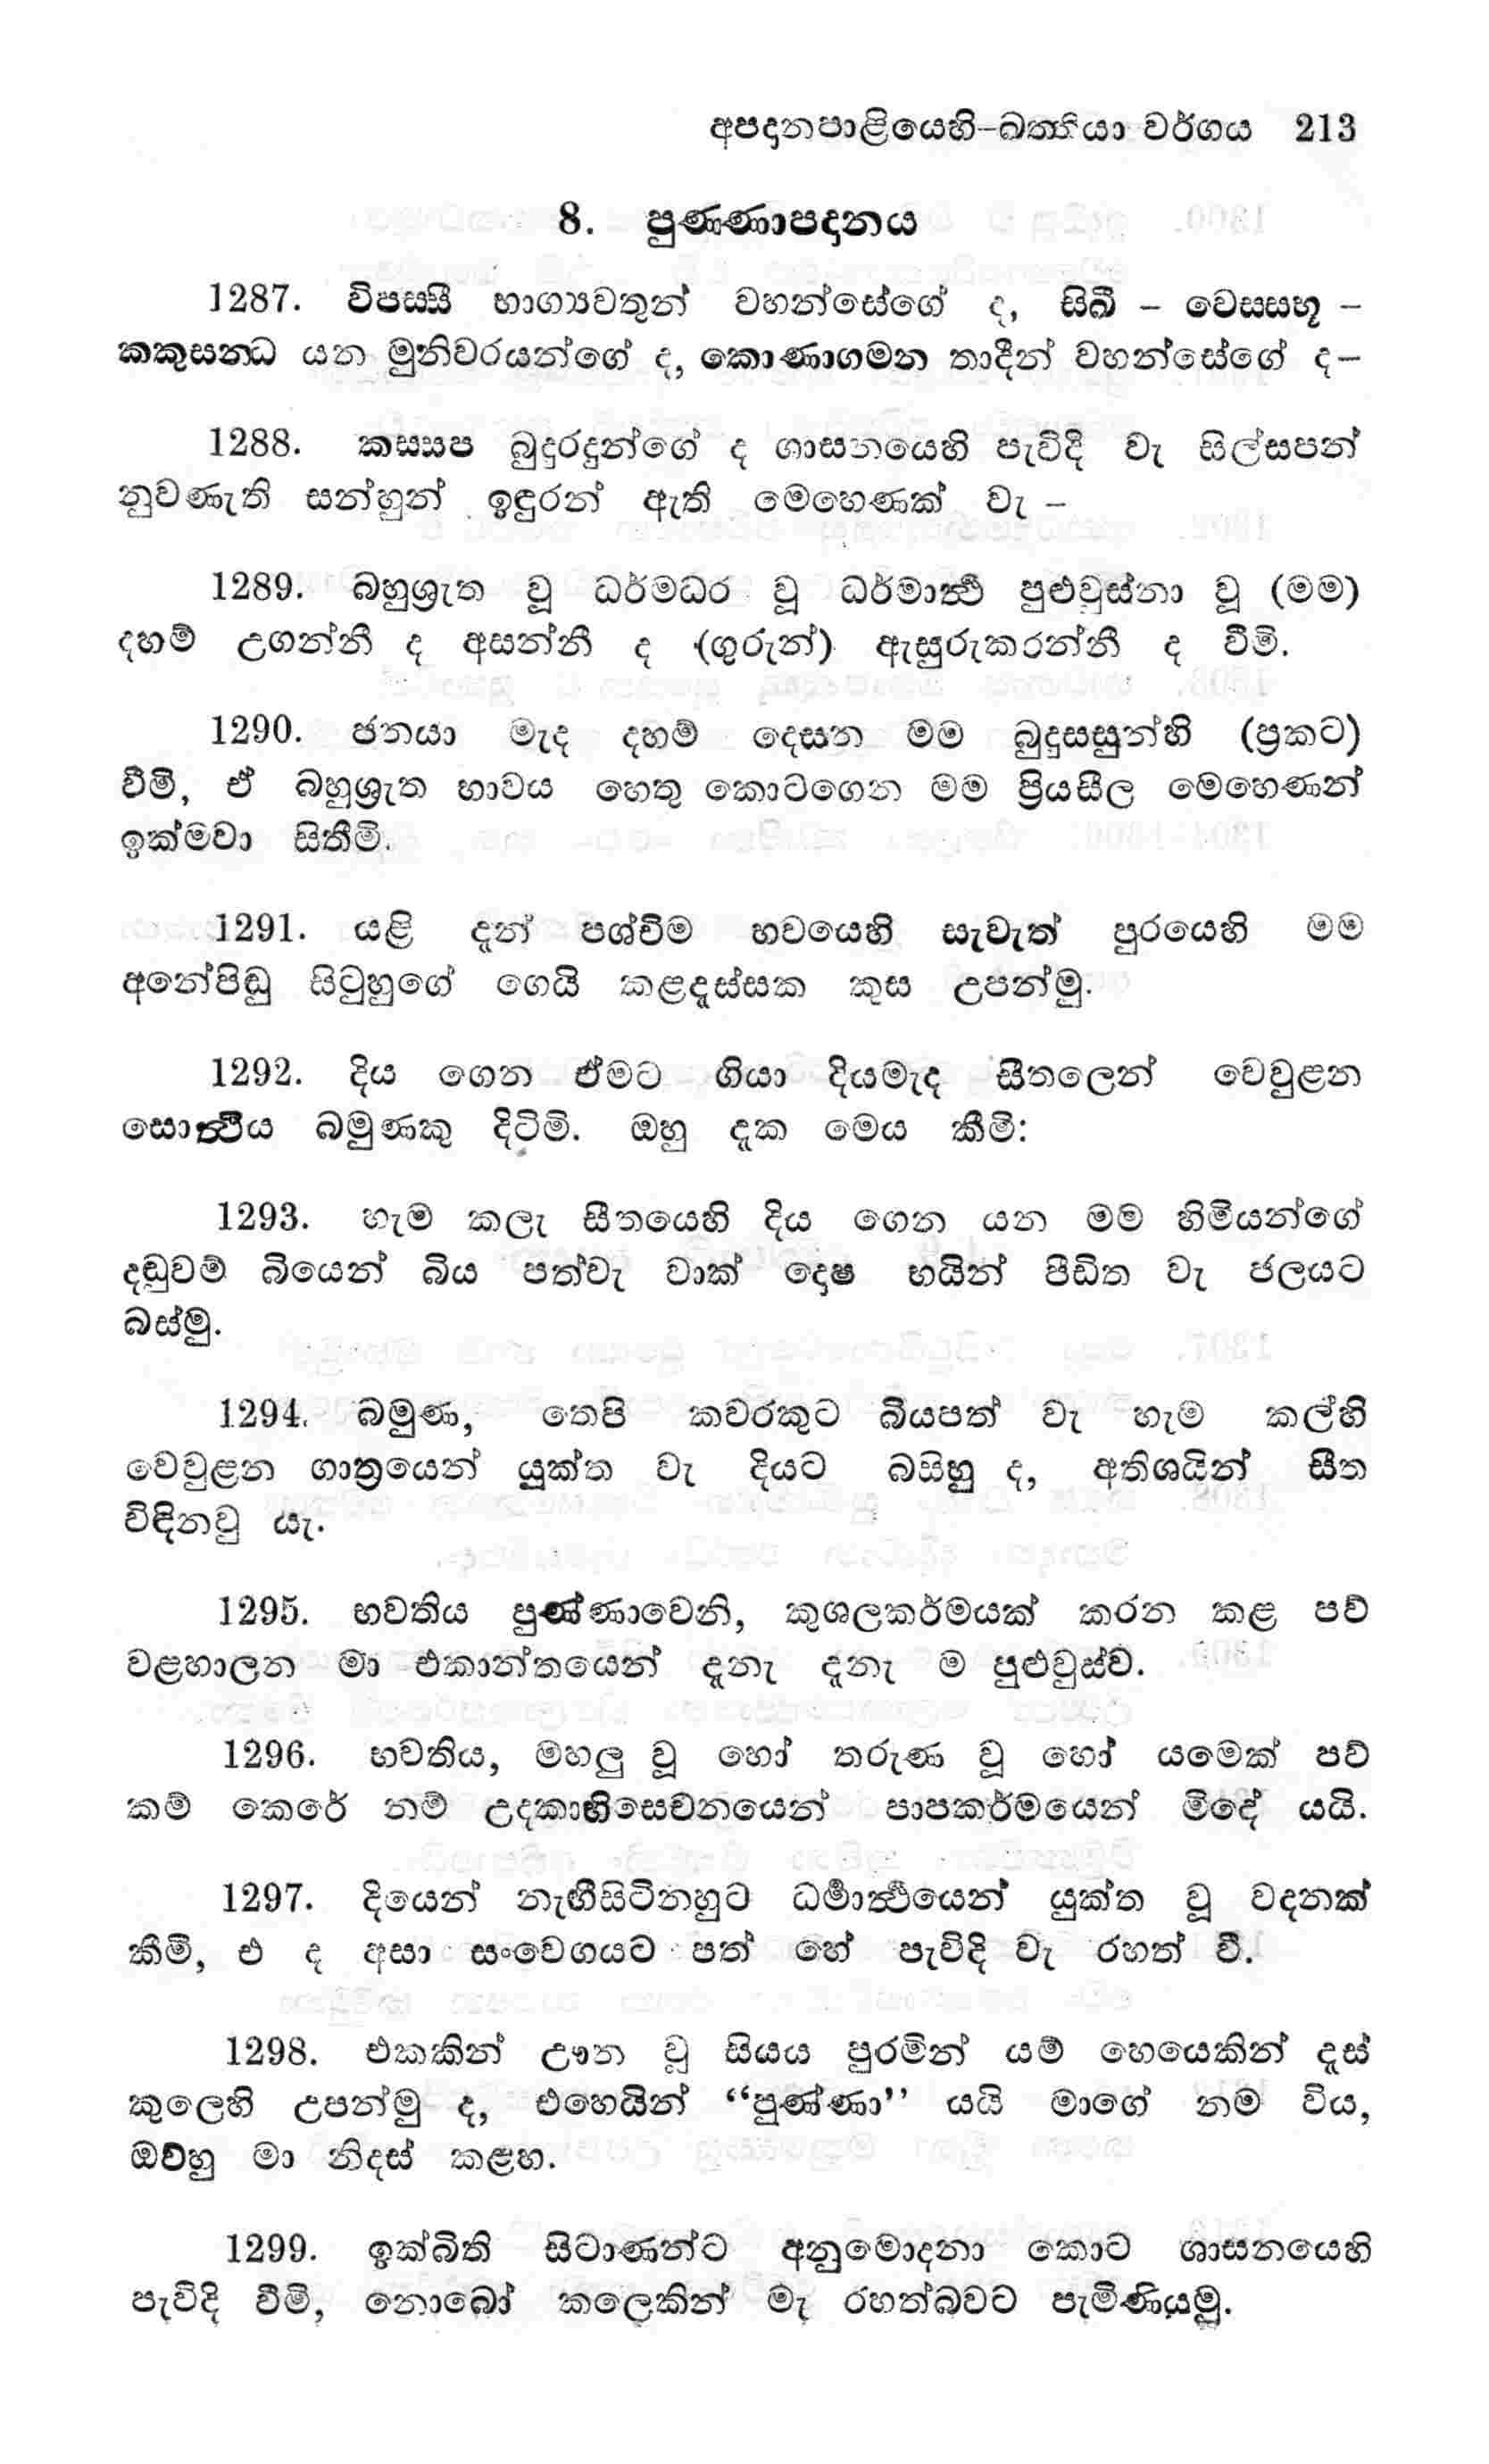 අපදානපාළියෙහි-ඛත්තියා වර්ගය 213
8. පුණ්ණාපදානය
1287. විපස්සී භාග්‍යවතුන් වහන්සේගේ ද, සිඛී – වෙස්සභූ –
කකුසන්ධ යන මුනිවරයන්ගේ ද, කොණාගමන තාදීන් වහන්සේගේ ද–
1288. කස්සප බුදුරදුන්ගේ ද ශාසනයෙහි පැවිදි වැ සිල්සපන්
නුවණැති සන්හුන් ඉඳුරන් ඇති මෙහෙණක් වැ –
1289. බහුශ්‍රැත වූ ධර්මධර වූ ධර්මාර්‍ත්‍ථ පුළුවුස්නා වූ (මම)
දහම් උගන්නී ද අසන්නී ද (ගුරුන්) ඇසුරුකරන්නී ද වීමි.
1290. ජනයා මැද දහම් දෙසන මම බුදුසසුන්හි (ප්‍රකට)
වීමි, ඒ බහුශ්‍රැත භාවය හෙතු කොටගෙන මම ප්‍රියසීල මෙහෙණන්
ඉක්මවා සිතීමි.
1291. යළි දැන් පශ්චිම භවයෙහි සැවැත් පුරයෙහි මම
අනේපිඬු සිටුහුගේ ගෙයි කළදැස්සක කුස උපන්මු.
1292. දිය ගෙන ඒමට ගියා දියමැද සීතලෙන් වෙවුළන
සොත්‍ථිය බමුණකු දිටිමි. ඔහු දැක මෙය කීමි:
1293. හැම කලැ සීතයෙහි දිය ගෙන යන මම හිමියන්ගේ
දඬුවම් බියෙන් බිය පත්වැ වාක් දොෂ භයින් පීඩිත වැ ජලයට
බස්මු.
1294. බමුණ, තෙපි කවරකුට බියපත් වැ හැම කල්හි
වෙවුළන ගාත්‍රයෙන් යුක්ත වැ දියට බසිහු ද, අතිශයින් සීත
විඳිනවු යැ.
1295. භවතිය පුණ්ණාවෙනි, කුශලකර්මයක් කරන කළ පව්
වළහාලන මා එකාන්තයෙන් දැනැ දැනැ ම පුළුවුස්ව්.
1296. භවතිය, මහලු වූ හෝ තරුණ වූ හෝ යමෙක් පව්
කම් කෙරේ නම් උදකාභිසෙචනයෙන් පාපකර්මයෙන් මිදේ යයි.
1297. දියෙන් නැඟීසිටිනහුට ධර්‍මාර්‍ත්‍ථයෙන් යුක්ත වූ වදනක්
කීමි, එ ද අසා සංවෙගයට පත් හේ පැවිදි වැ රහත් වී.
1298. එකකින් ඌන වූ සියය පුරමින් යම් හෙයෙකින් දැස්
කුලෙහි උපන්මු ද, එහෙයින් “පුණ්ණා” යයි මාගේ නම විය,
ඔව්හු මා නිදස් කළහ.
1299. ඉක්බිති සිටාණන්ට අනුමොදනා කොට ශාසනයෙහි
පැවිදි වීමි, නොබෝ කලෙකින් මැ රහත්බවට පැමිණියමු.